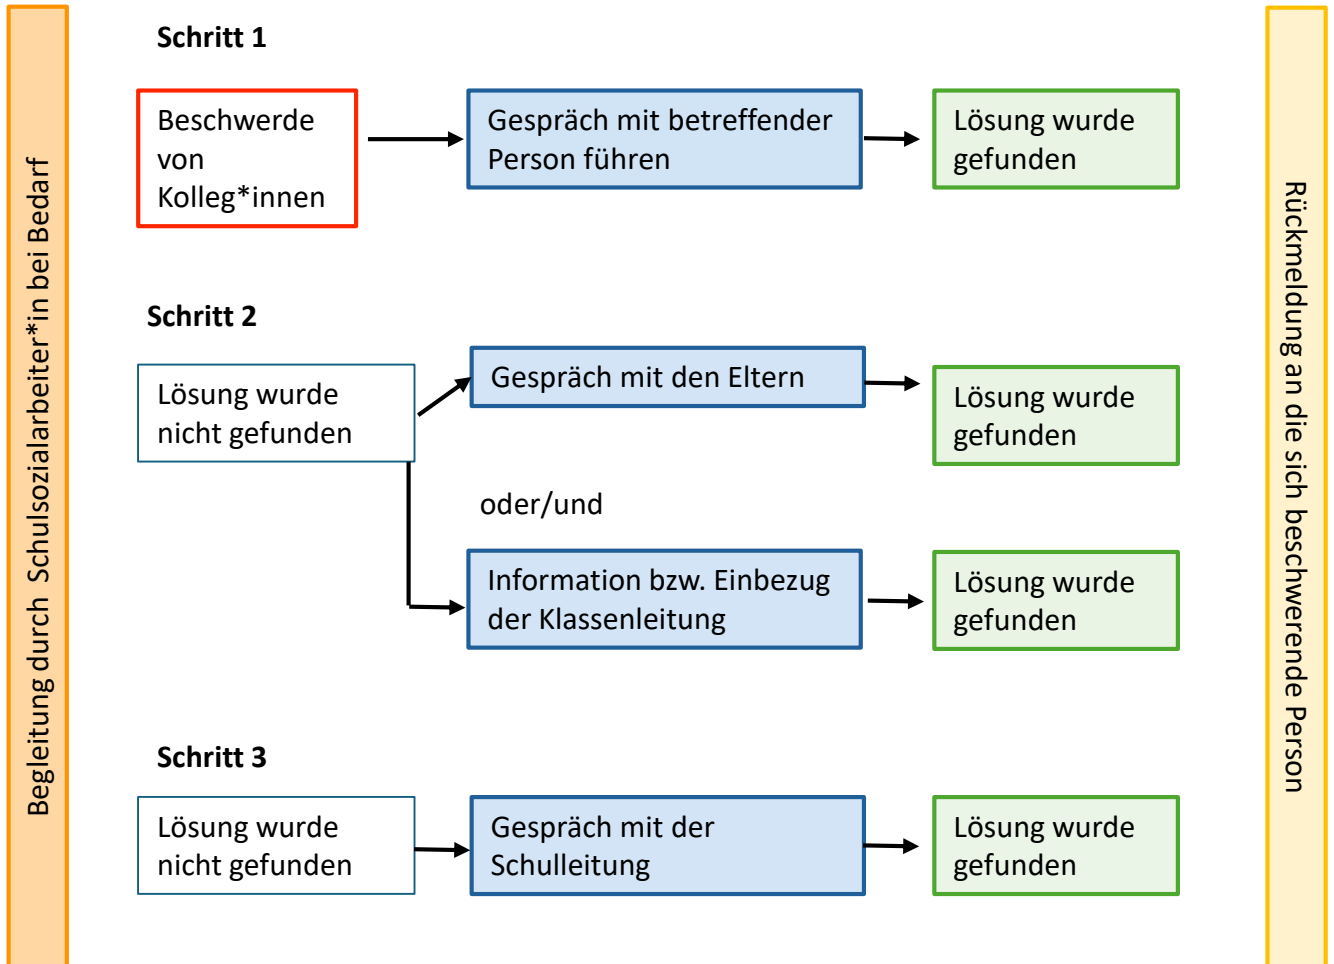 Begleitung durch  Schulsozialarbeiter*in bei Bedarf
Schritt 1
Beschwerde
von
Kolleg*innen
Gespräch mit betreffender
Person führen
Lösung wurde
gefunden
Schritt 2
Lösung wurde
nicht gefunden
Gespräch mit den Eltern
Lösung wurde
gefunden
oder/und
Information bzw. Einbezug
der Klassenleitung
Lösung wurde
gefunden
Schritt 3
Lösung wurde
nicht gefunden
Gespräch mit der
Schulleitung
Lösung wurde
gefunden
Rückmeldung an die sich beschwerende Person